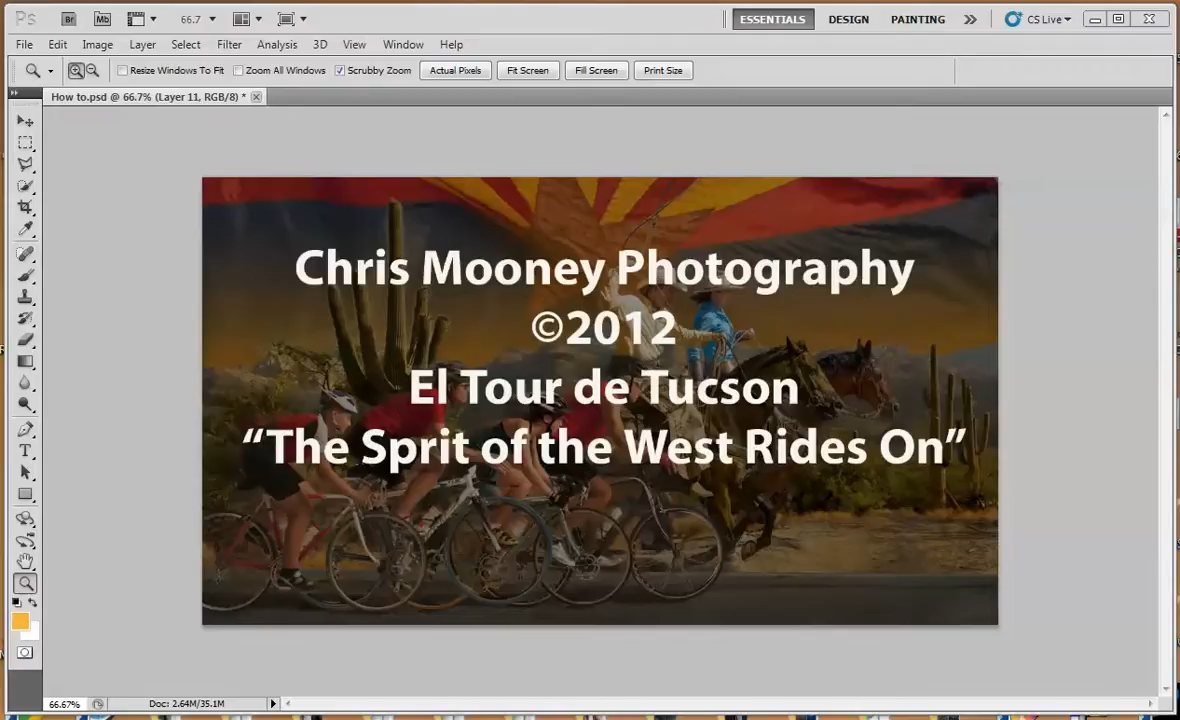 Ps Br Mb 66.7 ESSENTIALS DESIGN PAINTING CS Live
File Edit Image Layer Select Filter Analysis 3D View Window Help
Resize Windows To Fit Zoom All Windows Scrubby Zoom Actual Pixels Fit Screen Fill Screen Print Size
How to.psd @ 66.7% (Layer 11, RGB/8) *
Chris Mooney Photography
©2012
El Tour de Tucson
“The Sprit of the West Rides On”
66.67% Doc: 2.64M/35.1M